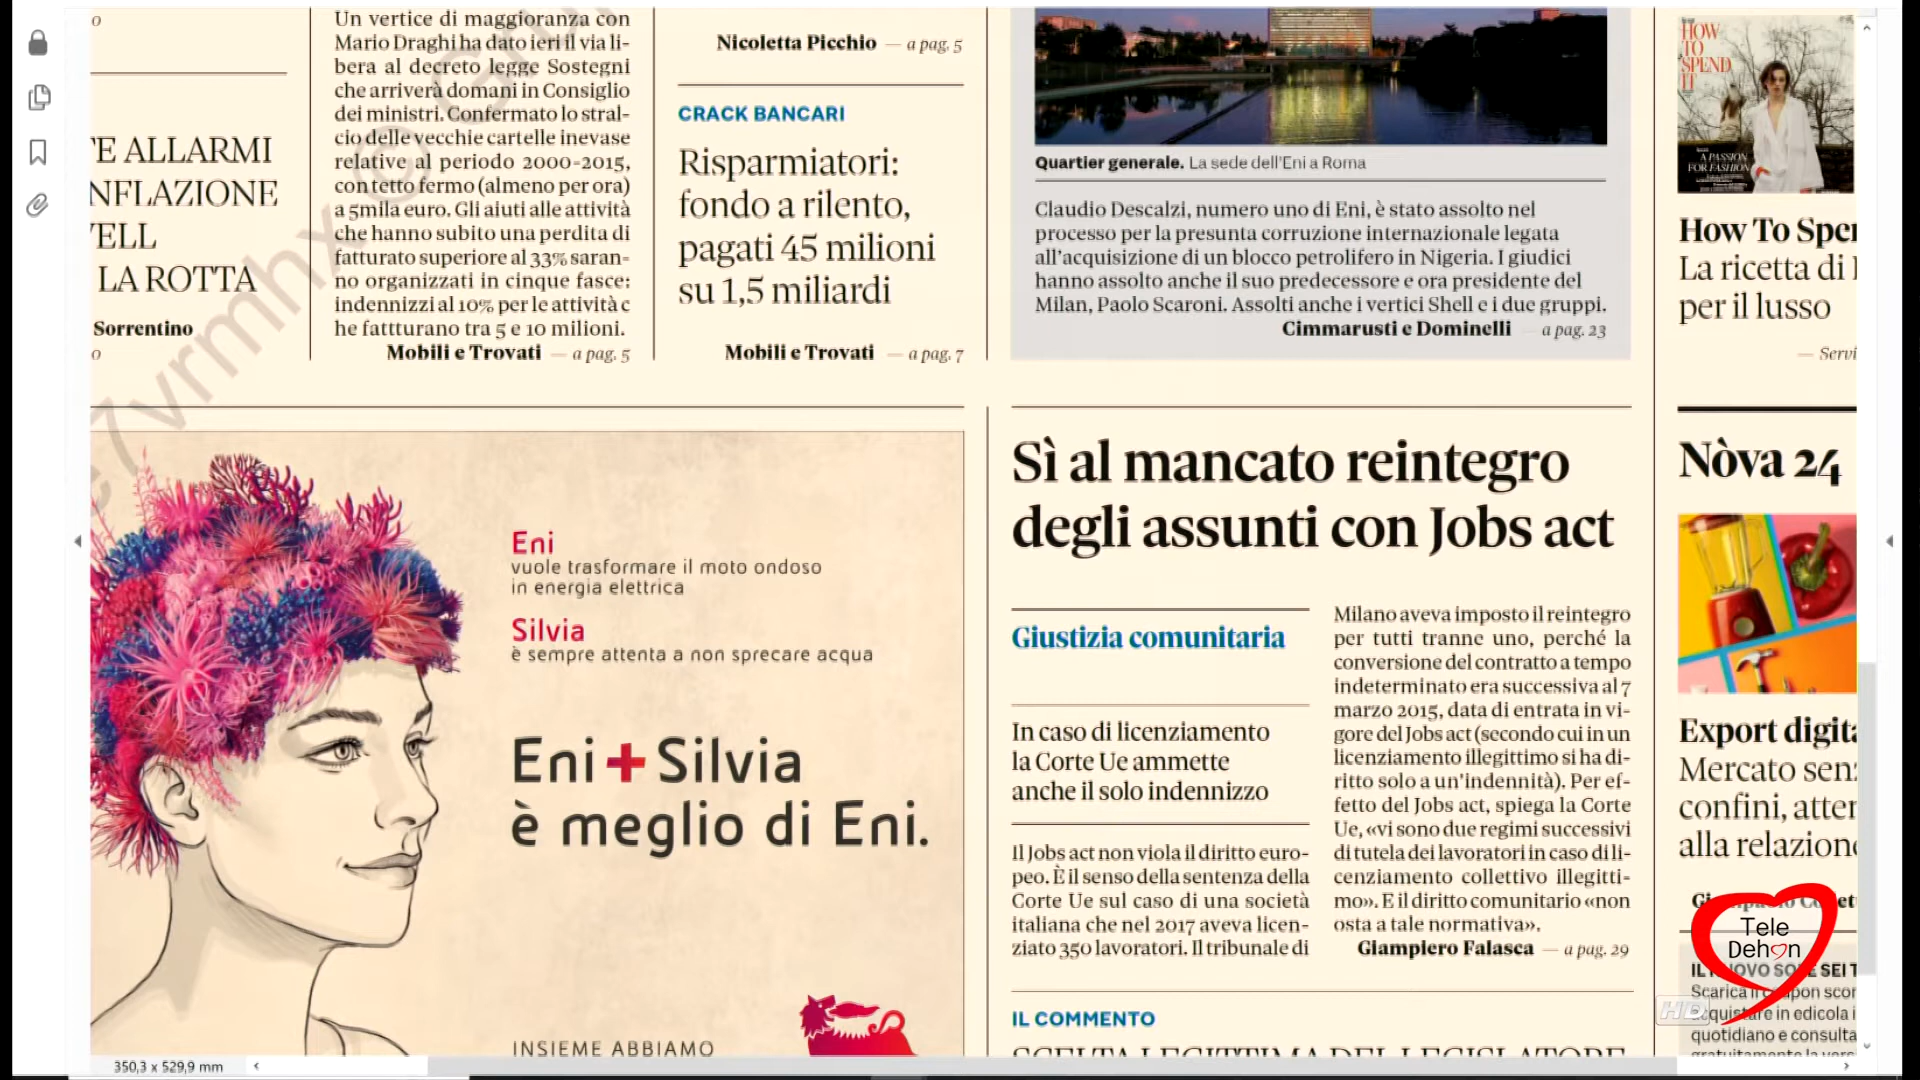 o
TE ALLARMI
NFLAZIONE
ELL
LA ROTTA
Sorrentino
o
Un vertice di maggioranza con
Mario Draghi ha dato ieri il via li-
bera al decreto legge Sostegni
che arriverà domani in Consiglio
dei ministri. Confermato lo stral-
cio delle vecchie cartelle inevase
relative al periodo 2000-2015,
con tetto fermo (almeno per ora)
a 5mila euro. Gli aiuti alle attività
che hanno subito una perdita di
fatturato superiore al 33% saran-
no organizzati in cinque fasce:
indennizzi al 10% per le attività c
he fattturano tra 5 e 10 milioni.
Mobili e Trovati — a pag. 5
Nicoletta Picchio — a pag. 5
CRACK BANCARI
Risparmiatori:
fondo a rilento,
pagati 45 milioni
su 1,5 miliardi
Mobili e Trovati — a pag. 7
e7vrmhx © Gru
Quartier generale. La sede dell'Eni a Roma
Claudio Descalzi, numero uno di Eni, è stato assolto nel
processo per la presunta corruzione internazionale legata
all'acquisizione di un blocco petrolifero in Nigeria. I giudici
hanno assolto anche il suo predecessore e ora presidente del
Milan, Paolo Scaroni. Assolti anche i vertici Shell e i due gruppi.
Cimmarusti e Dominelli — a pag. 23
HOW
TO
SPEND
IT
A PASSION
FOR FASHION
How To Spen
La ricetta di
per il lusso
— Servi
Eni
vuole trasformare il moto ondoso
in energia elettrica
Silvia
è sempre attenta a non sprecare acqua
Eni+Silvia
è meglio di Eni.
INSIEME ABBIAMO
Sì al mancato reintegro
degli assunti con Jobs act
Giustizia comunitaria
In caso di licenziamento
la Corte Ue ammette
anche il solo indennizzo
Il Jobs act non viola il diritto euro-
peo. È il senso della sentenza della
Corte Ue sul caso di una società
italiana che nel 2017 aveva licen-
ziato 350 lavoratori. Il tribunale di
Milano aveva imposto il reintegro
per tutti tranne uno, perché la
conversione del contratto a tempo
indeterminato era successiva al 7
marzo 2015, data di entrata in vi-
gore del Jobs act (secondo cui in un
licenziamento illegittimo si ha di-
ritto solo a un'indennità). Per ef-
fetto del Jobs act, spiega la Corte
Ue, «vi sono due regimi successivi
di tutela dei lavoratori in caso di li-
cenziamento collettivo illegitti-
mo». E il diritto comunitario «non
osta a tale normativa».
Giampiero Falasca — a pag. 29
IL COMMENTO
SCELTA LEGITTIMA DEL LEGISLATORE
Nòva 24
Export digita
Mercato senz
confini, atten
alla relazione
Tele
Dehon
HD
IL NUOVO SOLE SEI T
Scarica il coupon scon
acquistare in edicola i
quotidiano e consulta
gratuitamente la vers
350,3 x 529,9 mm